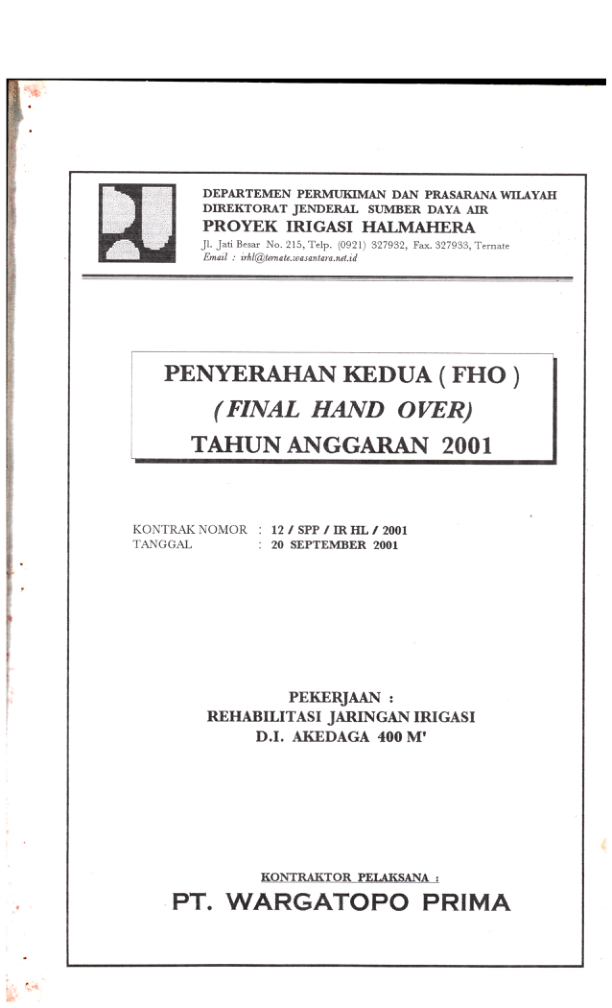 DEPARTEMEN PERMUKIMAN DAN PRASARANA WILAYAH
DIREKTORAT JENDERAL SUMBER DAYA AIR
PROYEK IRIGASI HALMAHERA
Jl. Jati Besar No. 215, Telp. (0921) 327932, Fax. 327933, Ternate
Email : irhl@ternate.wasantara.net.id
PENYERAHAN KEDUA ( FHO )
( FINAL HAND OVER)
TAHUN ANGGARAN 2001
KONTRAK NOMOR : 12 / SPP / IR HL / 2001
TANGGAL : 20 SEPTEMBER 2001
PEKERJAAN :
REHABILITASI JARINGAN IRIGASI
D.I. AKEDAGA 400 M'
KONTRAKTOR PELAKSANA :
PT. WARGATOPO PRIMA